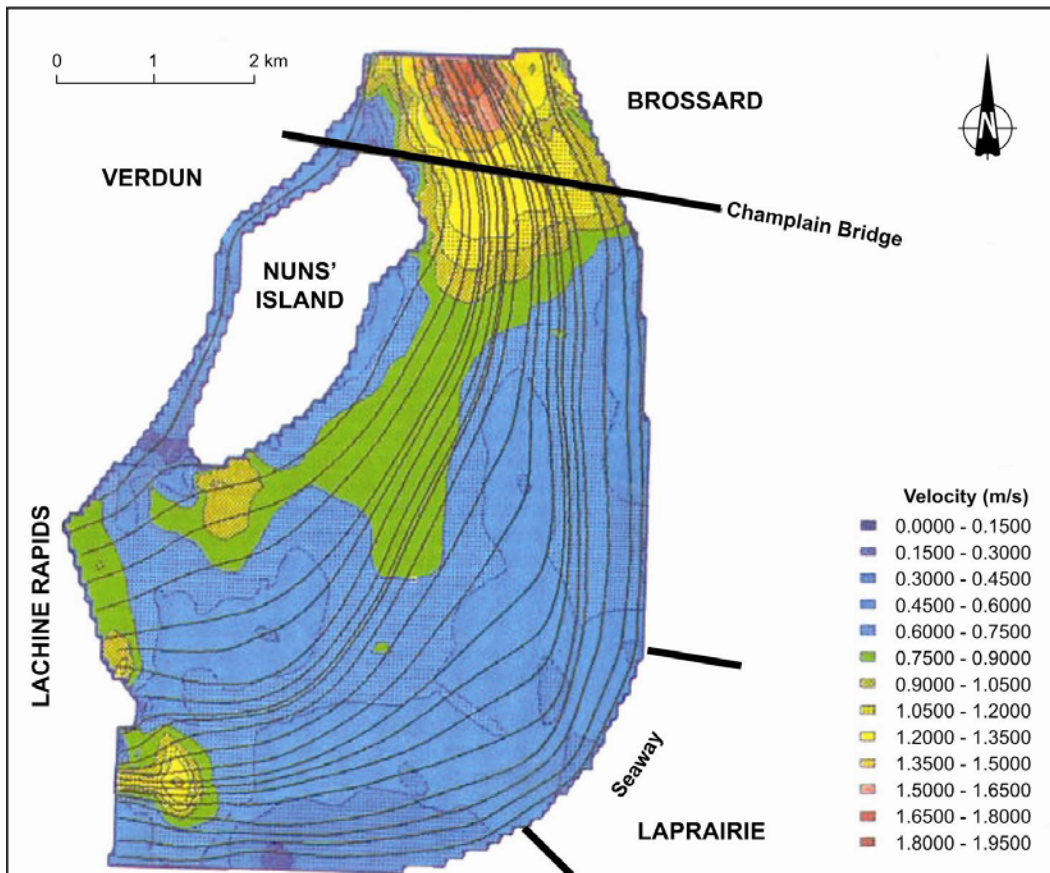 0 1 2 km
BROSSARD
N
VERDUN
Champlain Bridge
NUNS'
ISLAND
LACHINE RAPIDS
Velocity (m/s)
0.0000 - 0.1500
0.1500 - 0.3000
0.3000 - 0.4500
0.4500 - 0.6000
0.6000 - 0.7500
0.7500 - 0.9000
0.9000 - 1.0500
1.0500 - 1.2000
1.2000 - 1.3500
1.3500 - 1.5000
1.5000 - 1.6500
1.6500 - 1.8000
1.8000 - 1.9500
Seaway
LAPRAIRIE